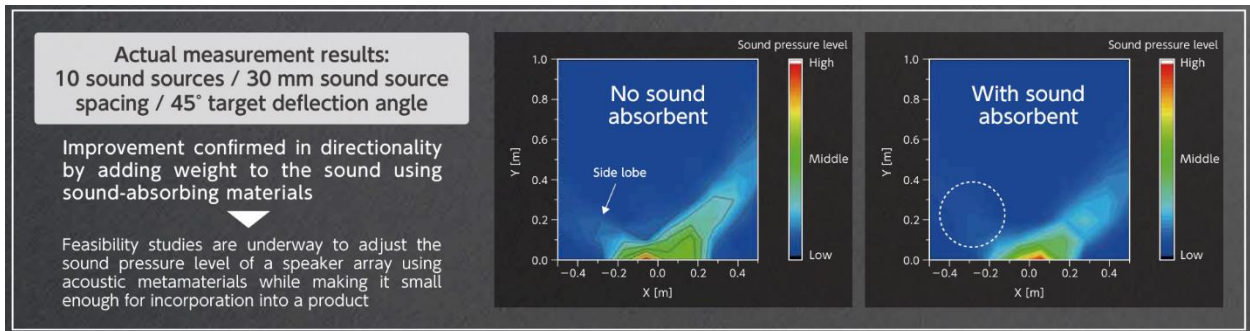 Actual measurement results:
10 sound sources / 30 mm sound source
spacing / 45° target deflection angle
Improvement confirmed in directionality
by adding weight to the sound using
sound-absorbing materials
Feasibility studies are underway to adjust the
sound pressure level of a speaker array using
acoustic metamaterials while making it small
enough for incorporation into a product
Sound pressure level
High
Middle
Low
No sound
absorbent
Side lobe
Y [m]
1.0
0.8
0.6
0.4
0.2
0.0
−0.4 −0.2 0.0 0.2 0.4
X [m]
Sound pressure level
High
Middle
Low
With sound
absorbent
Y [m]
1.0
0.8
0.6
0.4
0.2
0.0
−0.4 −0.2 0.0 0.2 0.4
X [m]